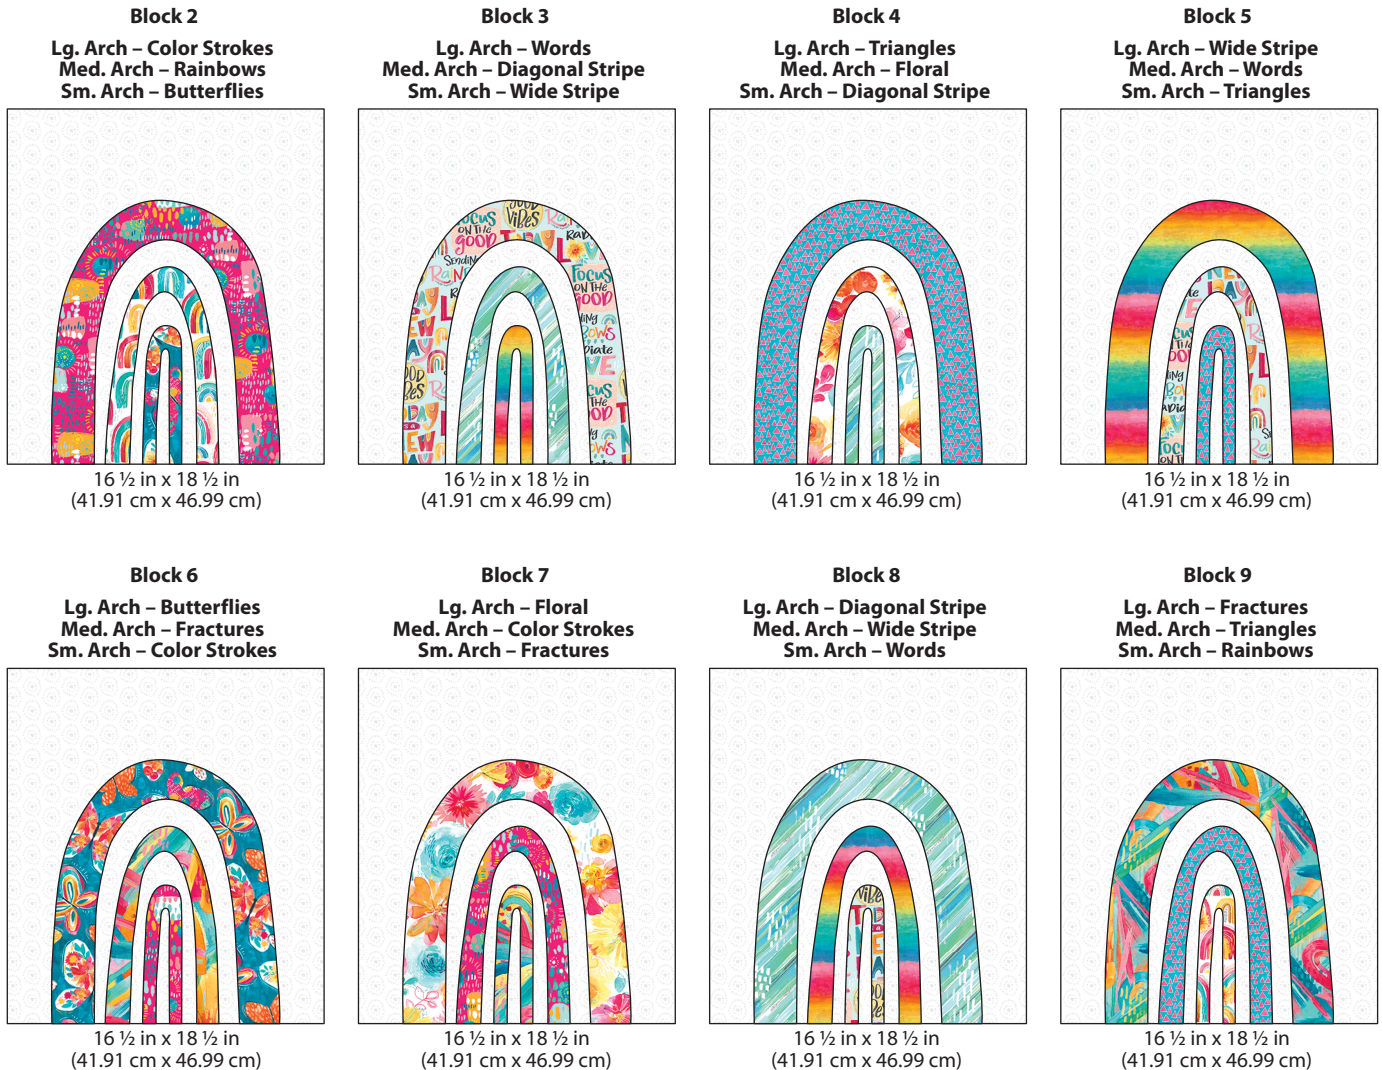 Block 2
Lg. Arch – Color Strokes
Med. Arch – Rainbows
Sm. Arch – Butterflies
16 ½ in x 18 ½ in
(41.91 cm x 46.99 cm)
Block 3
Lg. Arch – Words
Med. Arch – Diagonal Stripe
Sm. Arch – Wide Stripe
16 ½ in x 18 ½ in
(41.91 cm x 46.99 cm)
Block 4
Lg. Arch – Triangles
Med. Arch – Floral
Sm. Arch – Diagonal Stripe
16 ½ in x 18 ½ in
(41.91 cm x 46.99 cm)
Block 5
Lg. Arch – Wide Stripe
Med. Arch – Words
Sm. Arch – Triangles
16 ½ in x 18 ½ in
(41.91 cm x 46.99 cm)
Block 6
Lg. Arch – Butterflies
Med. Arch – Fractures
Sm. Arch – Color Strokes
16 ½ in x 18 ½ in
(41.91 cm x 46.99 cm)
Block 7
Lg. Arch – Floral
Med. Arch – Color Strokes
Sm. Arch – Fractures
16 ½ in x 18 ½ in
(41.91 cm x 46.99 cm)
Block 8
Lg. Arch – Diagonal Stripe
Med. Arch – Wide Stripe
Sm. Arch – Words
16 ½ in x 18 ½ in
(41.91 cm x 46.99 cm)
Block 9
Lg. Arch – Fractures
Med. Arch – Triangles
Sm. Arch – Rainbows
16 ½ in x 18 ½ in
(41.91 cm x 46.99 cm)